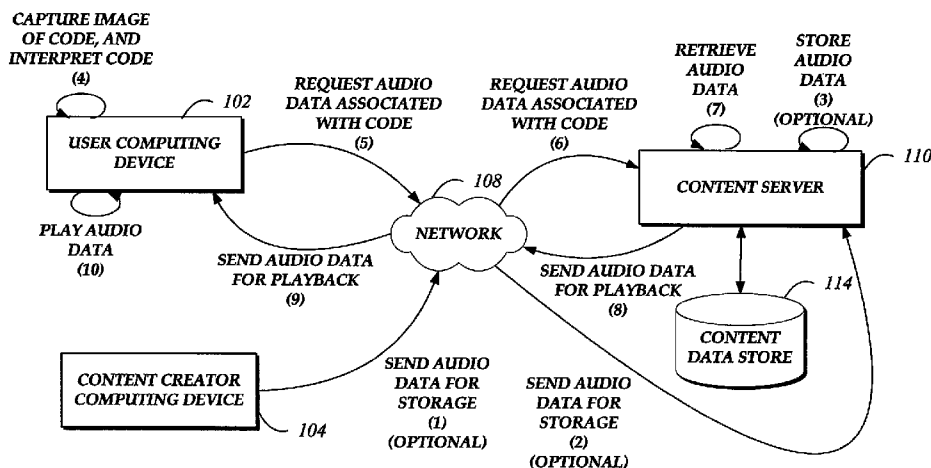 CAPTURE IMAGE
OF CODE, AND
INTERPRET CODE
(4)
102
USER COMPUTING
DEVICE
PLAY AUDIO
DATA
(10)
REQUEST AUDIO
DATA ASSOCIATED
WITH CODE
(5)
REQUEST AUDIO
DATA ASSOCIATED
WITH CODE
(6)
RETRIEVE
AUDIO
DATA
(7)
STORE
AUDIO
DATA
(3)
(OPTIONAL)
110
CONTENT SERVER
108
NETWORK
SEND AUDIO DATA
FOR PLAYBACK
(9)
SEND AUDIO DATA
FOR PLAYBACK
(8)
114
CONTENT
DATA STORE
CONTENT CREATOR
COMPUTING DEVICE
104
SEND AUDIO
DATA FOR
STORAGE
(1)
(OPTIONAL)
SEND AUDIO
DATA FOR
STORAGE
(2)
(OPTIONAL)